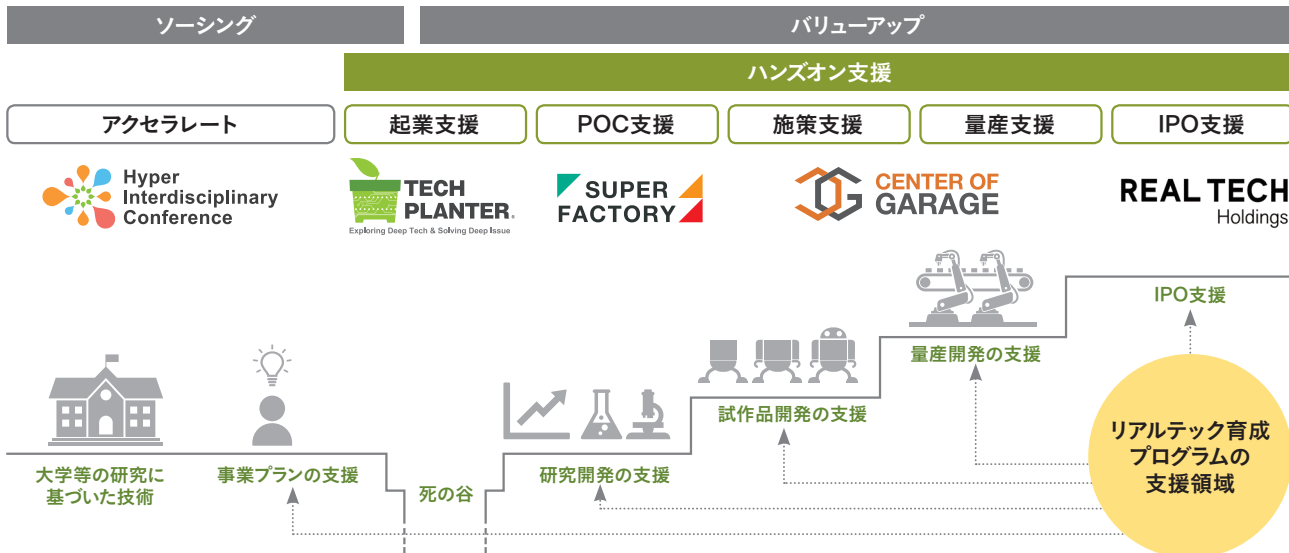 ソーシング
バリューアップ
ハンズオン支援
アクセラレート
起業支援
POC支援
施策支援
量産支援
IPO支援
Hyper
Interdisciplinary
Conference
TECH
PLANTER®
Exploring Deep Tech & Solving Deep Issue
SUPER
FACTORY
CENTER OF
GARAGE
REAL TECH
Holdings
大学等の研究に
基づいた技術
事業プランの支援
死の谷
研究開発の支援
試作品開発の支援
量産開発の支援
IPO支援
リアルテック育成
プログラムの
支援領域